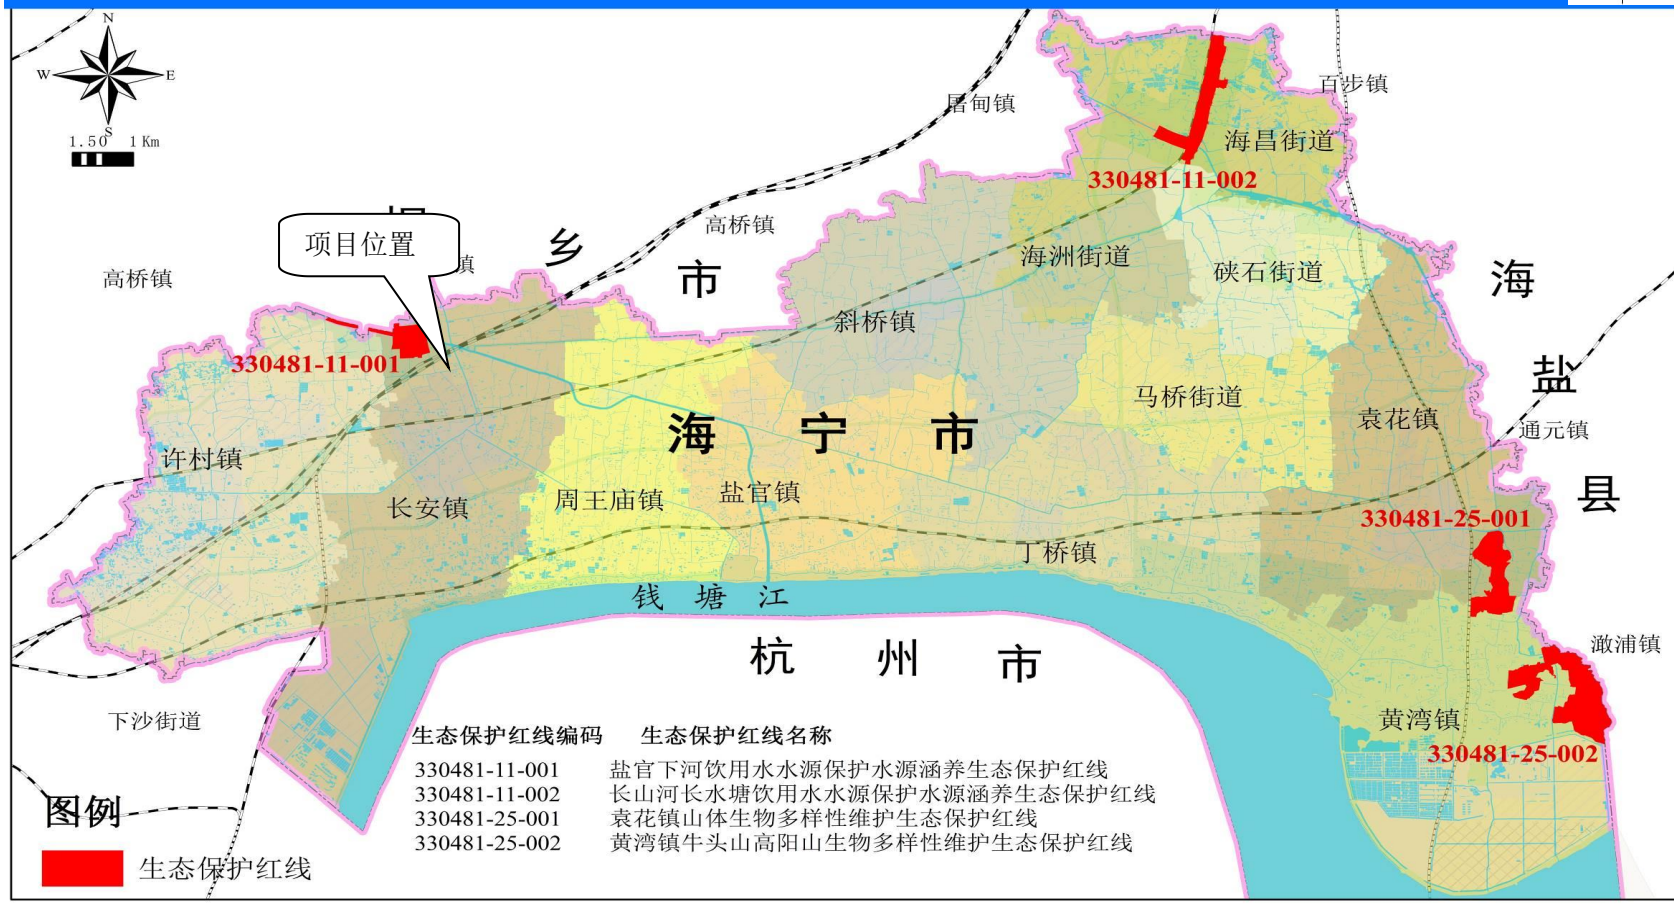 N
W
E
S
1.50 1 Km
屠甸镇
百步镇
海昌街道
330481-11-002
高桥镇
项目位置
乡
镇
市
高桥镇
海洲街道
硖石街道
海
斜桥镇
330481-11-001
盐
马桥街道
袁花镇
海宁市
通元镇
许村镇
长安镇
周王庙镇
盐官镇
县
330481-25-001
丁桥镇
钱塘江
杭州市
澉浦镇
下沙街道
黄湾镇
330481-25-002
生态保护红线编码 生态保护红线名称
330481-11-001 盐官下河饮用水水源保护水源涵养生态保护红线
330481-11-002 长山河长水塘饮用水水源保护水源涵养生态保护红线
330481-25-001 袁花镇山体生物多样性维护生态保护红线
330481-25-002 黄湾镇牛头山高阳山生物多样性维护生态保护红线
图例
生态保护红线